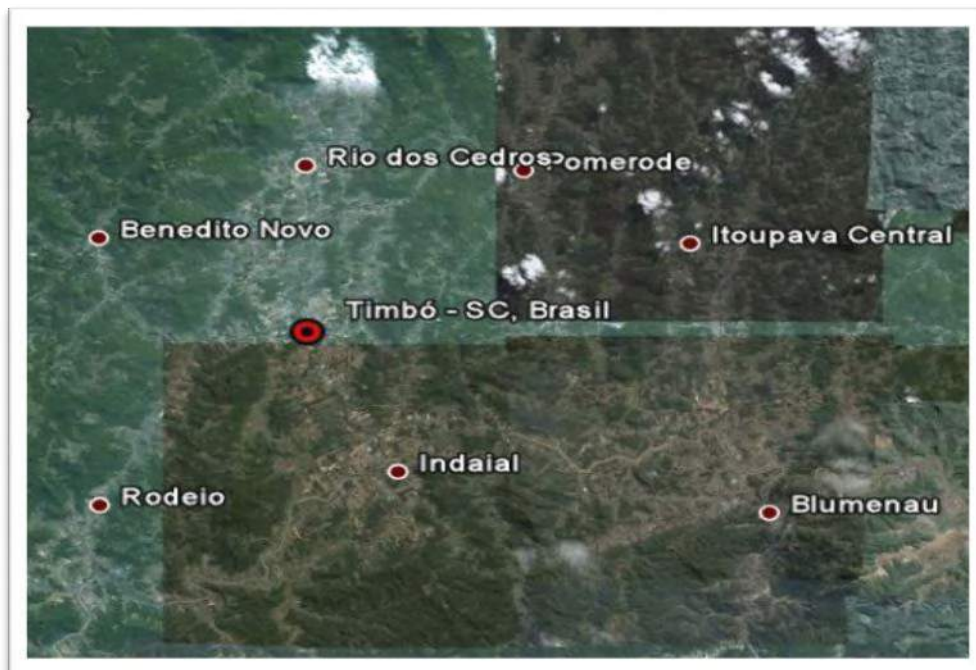 Rio dos Cedros
Pomerode
Benedito Novo
Itoupava Central
Timbó - SC, Brasil
Indaial
Rodeio
Blumenau